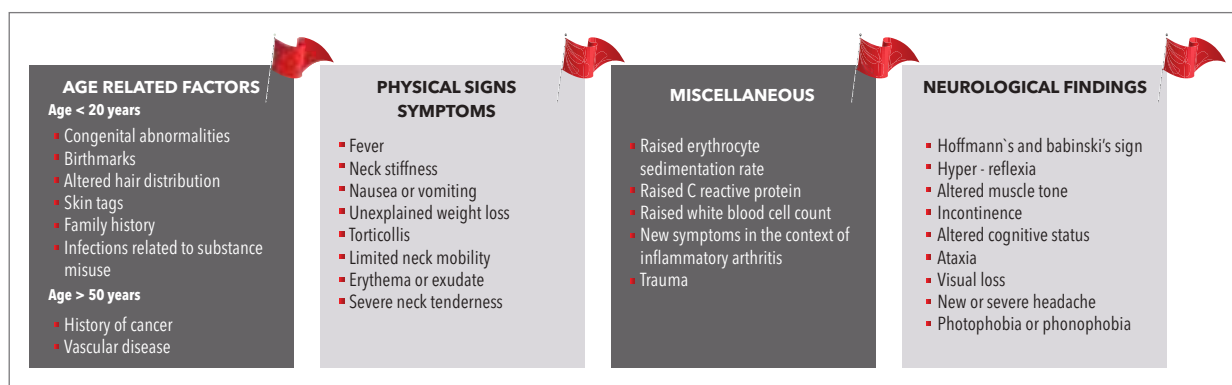 AGE RELATED FACTORS
Age < 20 years
Congenital abnormalities
Birthmarks
Altered hair distribution
Skin tags
Family history
Infections related to substance
misuse
Age > 50 years
History of cancer
Vascular disease
PHYSICAL SIGNS
SYMPTOMS
Fever
Neck stiffness
Nausea or vomiting
Unexplained weight loss
Torticollis
Limited neck mobility
Erythema or exudate
Severe neck tenderness
MISCELLANEOUS
Raised erythrocyte
sedimentation rate
Raised C reactive protein
Raised white blood cell count
New symptoms in the context of
inflammatory arthritis
Trauma
NEUROLOGICAL FINDINGS
Hoffmann`s and babinski's sign
Hyper - reflexia
Altered muscle tone
Incontinence
Altered cognitive status
Ataxia
Visual loss
New or severe headache
Photophobia or phonophobia